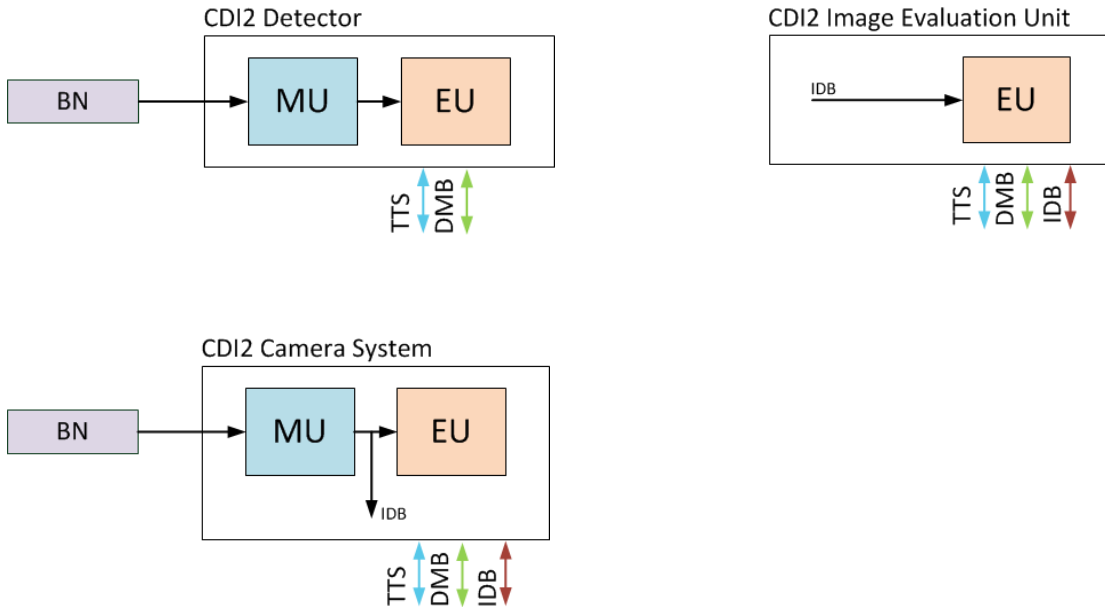 CDI2 Detector
BN
MU
EU
TTS
DMB
CDI2 Image Evaluation Unit
IDB
EU
TTS
DMB
IDB
CDI2 Camera System
BN
MU
EU
IDB
TTS
DMB
IDB